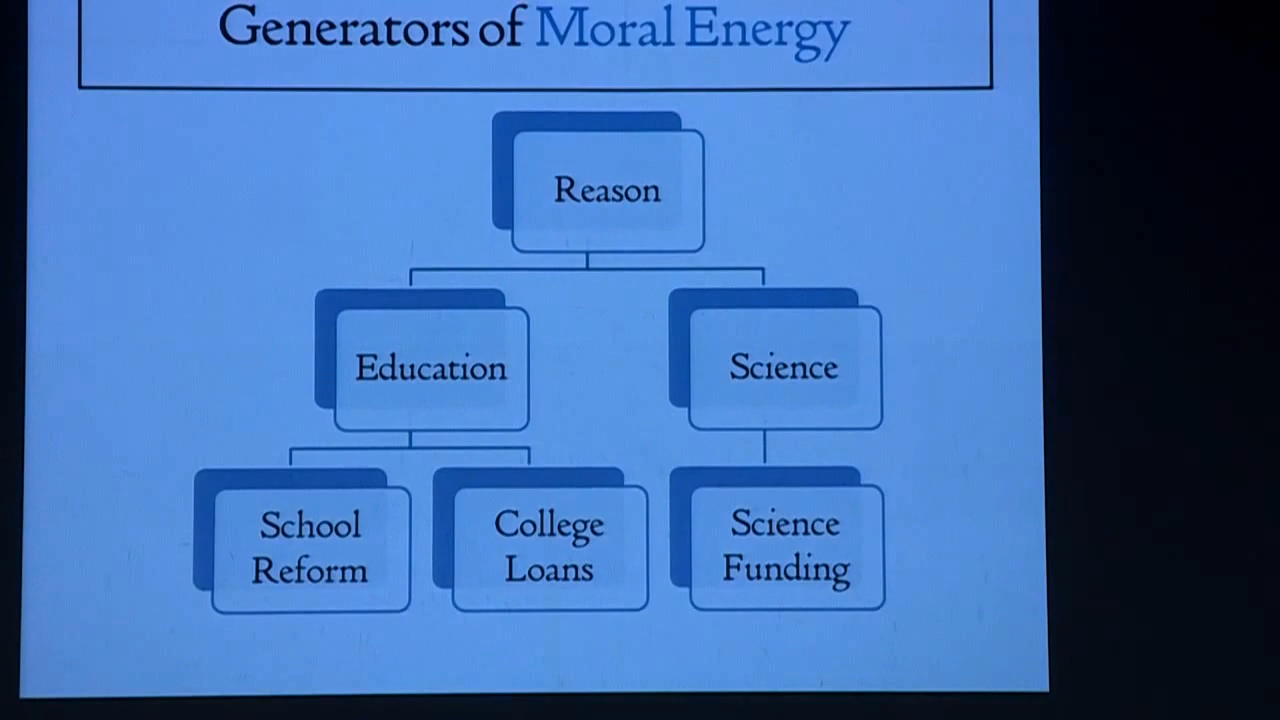 Generators of Moral Energy
Reason
Education
Science
School
Reform
College
Loans
Science
Funding